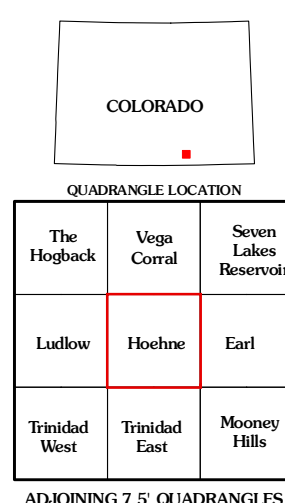 COLORADO
QUADRANGLE LOCATION
The Hogback
Vega Corral
Seven Lakes Reservoir
Ludlow
Hoehne
Earl
Trinidad West
Trinidad East
Mooney Hills
ADJOINING 7.5' QUADRANGLES